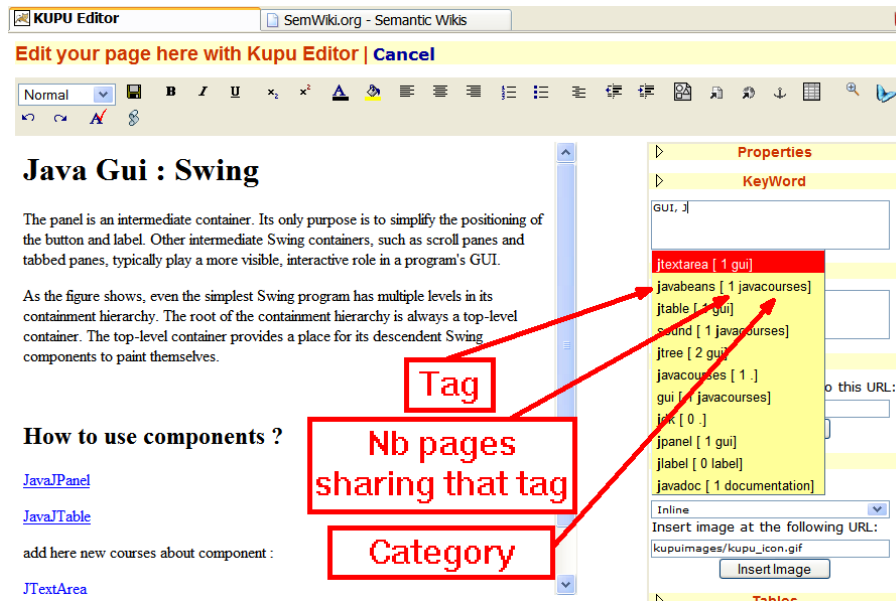 KUPU Editor
SemWiki.org - Semantic Wikis
Edit your page here with Kupu Editor | Cancel
Normal
B I U x₂ x² A
Java Gui : Swing
The panel is an intermediate container. Its only purpose is to simplify the positioning of
the button and label. Other intermediate Swing containers, such as scroll panes and
tabbed panes, typically play a more visible, interactive role in a program's GUI.
As the figure shows, even the simplest Swing program has multiple levels in its
containment hierarchy. The root of the containment hierarchy is always a top-level
container. The top-level container provides a place for its descendent Swing
components to paint themselves.
How to use components ?
JavaJPanel
JavaJTable
add here new courses about component :
JTextArea
Tag
Nb pages
sharing that tag
Category
Properties
KeyWord
GUI, J
jtextarea [ 1 gui]
javabeans [ 1 javacourses]
jtable [ 1 gui]
sound [ 1 javacourses]
jtree [ 2 gui]
javacourses [ 1 .]
gui [ 1 javacourses]
jdk [ 0 .]
jpanel [ 1 gui]
jlabel [ 0 label]
javadoc [ 1 documentation]
o this URL:
Inline
Insert image at the following URL:
kupuimages/kupu_icon.gif
Insert Image
Tables